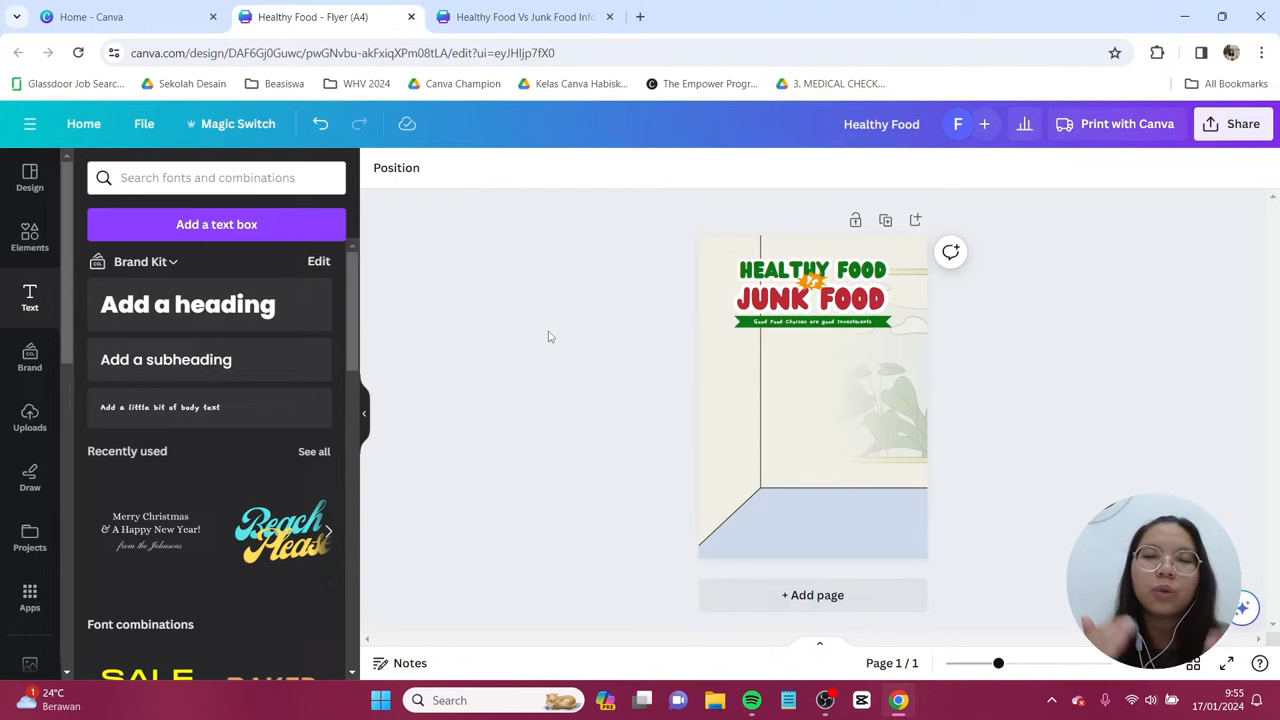 Home - Canva
Healthy Food - Flyer (A4)
Healthy Food Vs Junk Food Info
canva.com/design/DAF6Gj0Guwc/pwGNvbu-akFxiqXPm08tLA/edit?ui=eyJHIjp7fX0
Glassdoor Job Searc...
Sekolah Desain
Beasiswa
WHV 2024
Canva Champion
Kelas Canva Habisk...
The Empower Progr...
3. MEDICAL CHECK...
All Bookmarks
Home
File
Magic Switch
Healthy Food
F
Print with Canva
Share
Design
Elements
Text
Brand
Uploads
Draw
Projects
Apps
Search fonts and combinations
Add a text box
Brand Kit
Edit
Add a heading
Add a subheading
Add a little bit of body text
Recently used
See all
Merry Christmas
& A Happy New Year!
from the Johnsons
Beach
Please
Font combinations
SALE
Position
HEALTHY FOOD
VS
JUNK FOOD
Good Food Choices are good Investments
+ Add page
Notes
Page 1 / 1
1
24°C
Berawan
Search
PRE
9:55
17/01/2024